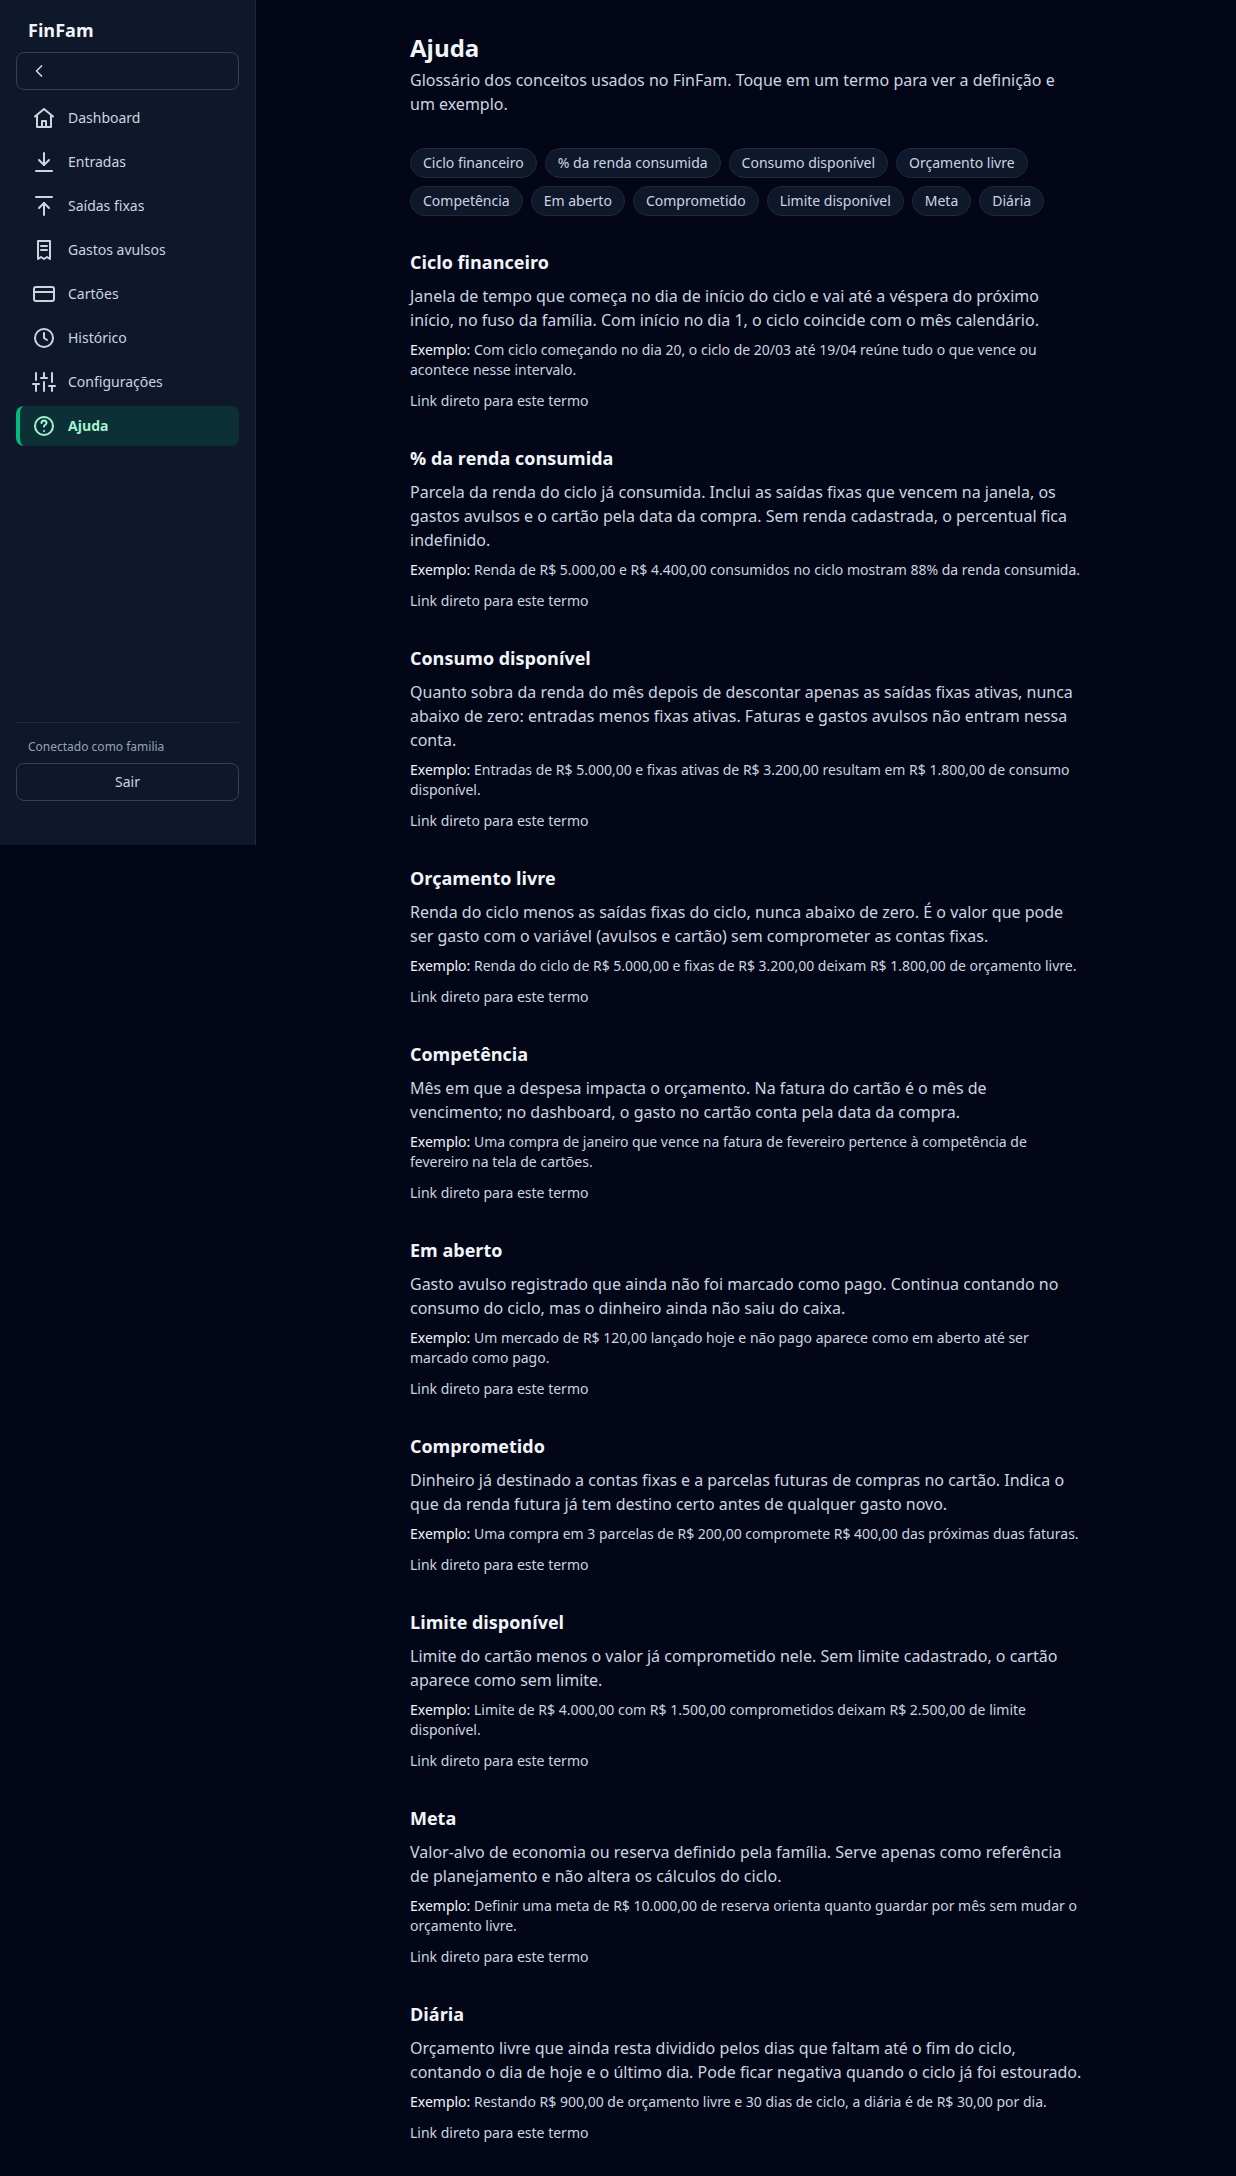 FinFam
Dashboard
Entradas
Saídas fixas
Gastos avulsos
Cartões
Histórico
Configurações
Ajuda
Conectado como familia
Sair
Ajuda
Glossário dos conceitos usados no FinFam. Toque em um termo para ver a definição e
um exemplo.
Ciclo financeiro
% da renda consumida
Consumo disponível
Orçamento livre
Competência
Em aberto
Comprometido
Limite disponível
Meta
Diária
Ciclo financeiro
Janela de tempo que começa no dia de início do ciclo e vai até a véspera do próximo
início, no fuso da família. Com início no dia 1, o ciclo coincide com o mês calendário.
Exemplo: Com ciclo começando no dia 20, o ciclo de 20/03 até 19/04 reúne tudo o que vence ou
acontece nesse intervalo.
Link direto para este termo
% da renda consumida
Parcela da renda do ciclo já consumida. Inclui as saídas fixas que vencem na janela, os
gastos avulsos e o cartão pela data da compra. Sem renda cadastrada, o percentual fica
indefinido.
Exemplo: Renda de R$ 5.000,00 e R$ 4.400,00 consumidos no ciclo mostram 88% da renda consumida.
Link direto para este termo
Consumo disponível
Quanto sobra da renda do mês depois de descontar apenas as saídas fixas ativas, nunca
abaixo de zero: entradas menos fixas ativas. Faturas e gastos avulsos não entram nessa
conta.
Exemplo: Entradas de R$ 5.000,00 e fixas ativas de R$ 3.200,00 resultam em R$ 1.800,00 de consumo
disponível.
Link direto para este termo
Orçamento livre
Renda do ciclo menos as saídas fixas do ciclo, nunca abaixo de zero. É o valor que pode
ser gasto com o variável (avulsos e cartão) sem comprometer as contas fixas.
Exemplo: Renda do ciclo de R$ 5.000,00 e fixas de R$ 3.200,00 deixam R$ 1.800,00 de orçamento livre.
Link direto para este termo
Competência
Mês em que a despesa impacta o orçamento. Na fatura do cartão é o mês de
vencimento; no dashboard, o gasto no cartão conta pela data da compra.
Exemplo: Uma compra de janeiro que vence na fatura de fevereiro pertence à competência de
fevereiro na tela de cartões.
Link direto para este termo
Em aberto
Gasto avulso registrado que ainda não foi marcado como pago. Continua contando no
consumo do ciclo, mas o dinheiro ainda não saiu do caixa.
Exemplo: Um mercado de R$ 120,00 lançado hoje e não pago aparece como em aberto até ser
marcado como pago.
Link direto para este termo
Comprometido
Dinheiro já destinado a contas fixas e a parcelas futuras de compras no cartão. Indica o
que da renda futura já tem destino certo antes de qualquer gasto novo.
Exemplo: Uma compra em 3 parcelas de R$ 200,00 compromete R$ 400,00 das próximas duas faturas.
Link direto para este termo
Limite disponível
Limite do cartão menos o valor já comprometido nele. Sem limite cadastrado, o cartão
aparece como sem limite.
Exemplo: Limite de R$ 4.000,00 com R$ 1.500,00 comprometidos deixam R$ 2.500,00 de limite
disponível.
Link direto para este termo
Meta
Valor-alvo de economia ou reserva definido pela família. Serve apenas como referência
de planejamento e não altera os cálculos do ciclo.
Exemplo: Definir uma meta de R$ 10.000,00 de reserva orienta quanto guardar por mês sem mudar o
orçamento livre.
Link direto para este termo
Diária
Orçamento livre que ainda resta dividido pelos dias que faltam até o fim do ciclo,
contando o dia de hoje e o último dia. Pode ficar negativa quando o ciclo já foi estourado.
Exemplo: Restando R$ 900,00 de orçamento livre e 30 dias de ciclo, a diária é de R$ 30,00 por dia.
Link direto para este termo